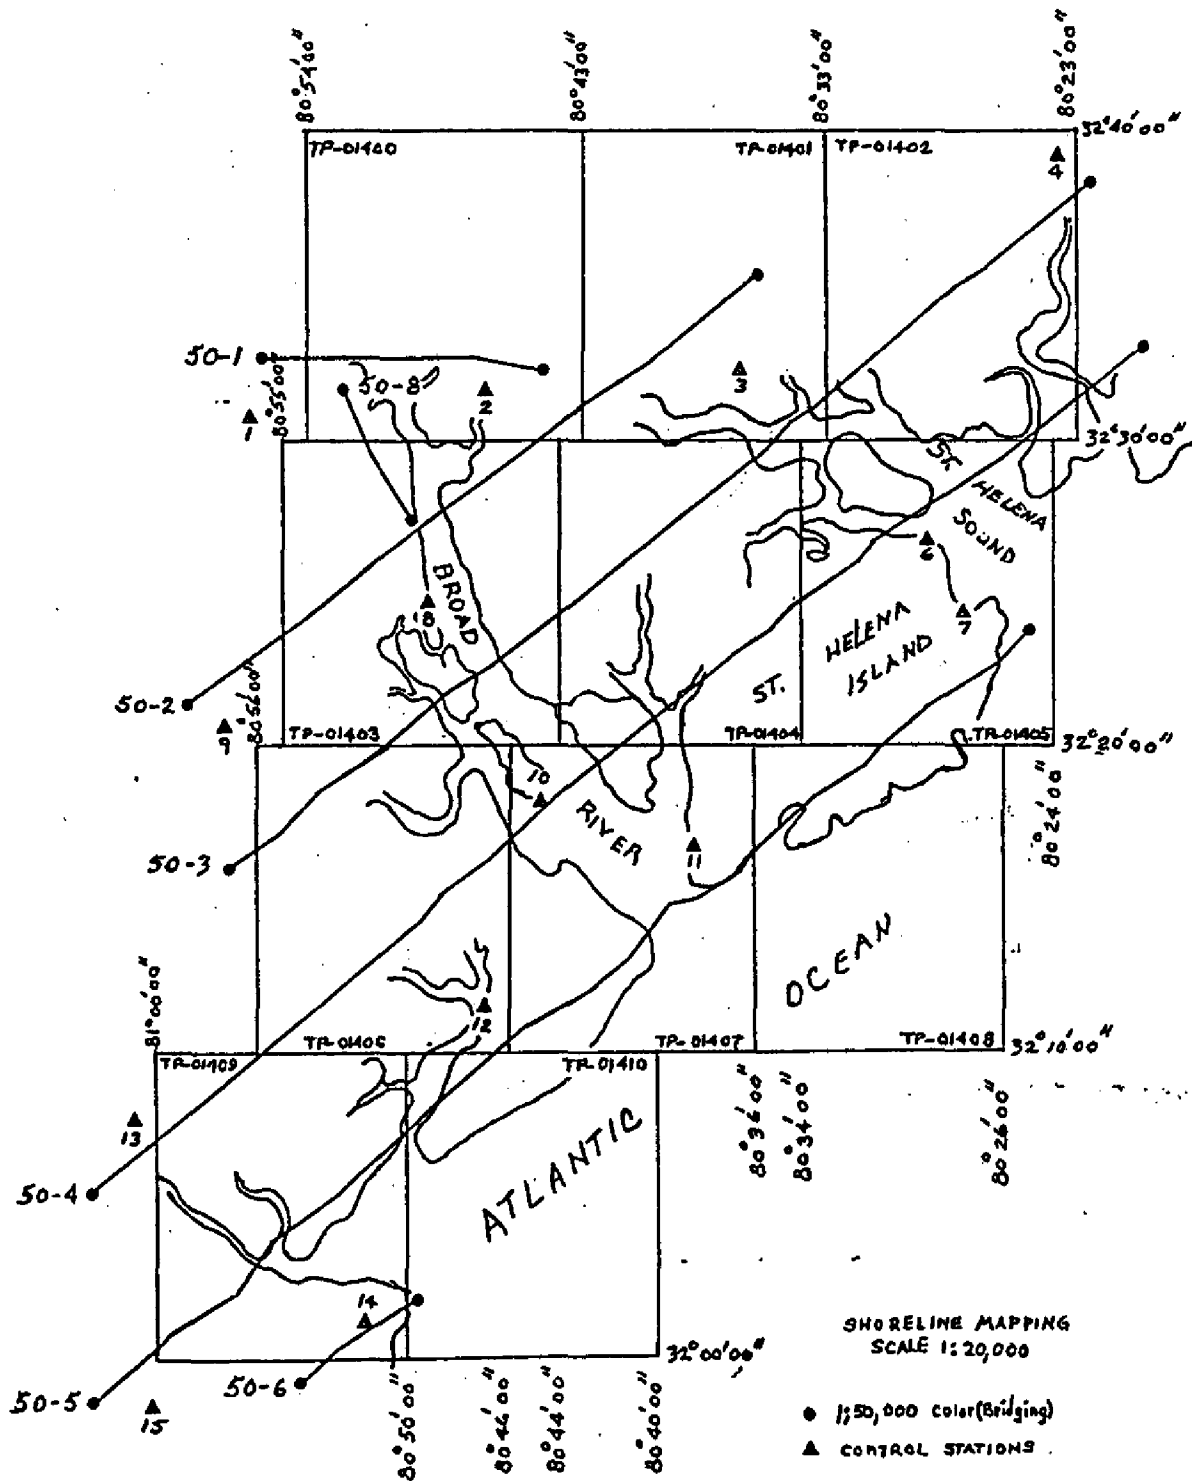 80°54'00"
80°43'00"
80°33'00"
80°23'00"
32°40'00"
TP-01400
TP-01401
TP-01402
4
50-1
50-8
2
3
1
80°55'00"
32°30'00"
ST. HELENA SOUND
6
BROAD
18
7
ST. HELENA ISLAND
50-2
9
80°56'00"
TP-01403
TP-01404
TP-01405
32°20'00"
10
RIVER
11
80°24'00"
50-3
OCEAN
81°00'00"
12
TP-01409
TP-01406
TP-01410
TP-01407
TP-01408
32°10'00"
13
80°36'00"
80°34'00"
80°26'00"
ATLANTIC
50-4
14
SHORELINE MAPPING
SCALE 1:20,000
32°00'00"
50-6
50-5
15
80°50'00"
80°46'00"
80°44'00"
80°40'00"
1:50,000 Color (Bridging)
CONTROL STATIONS